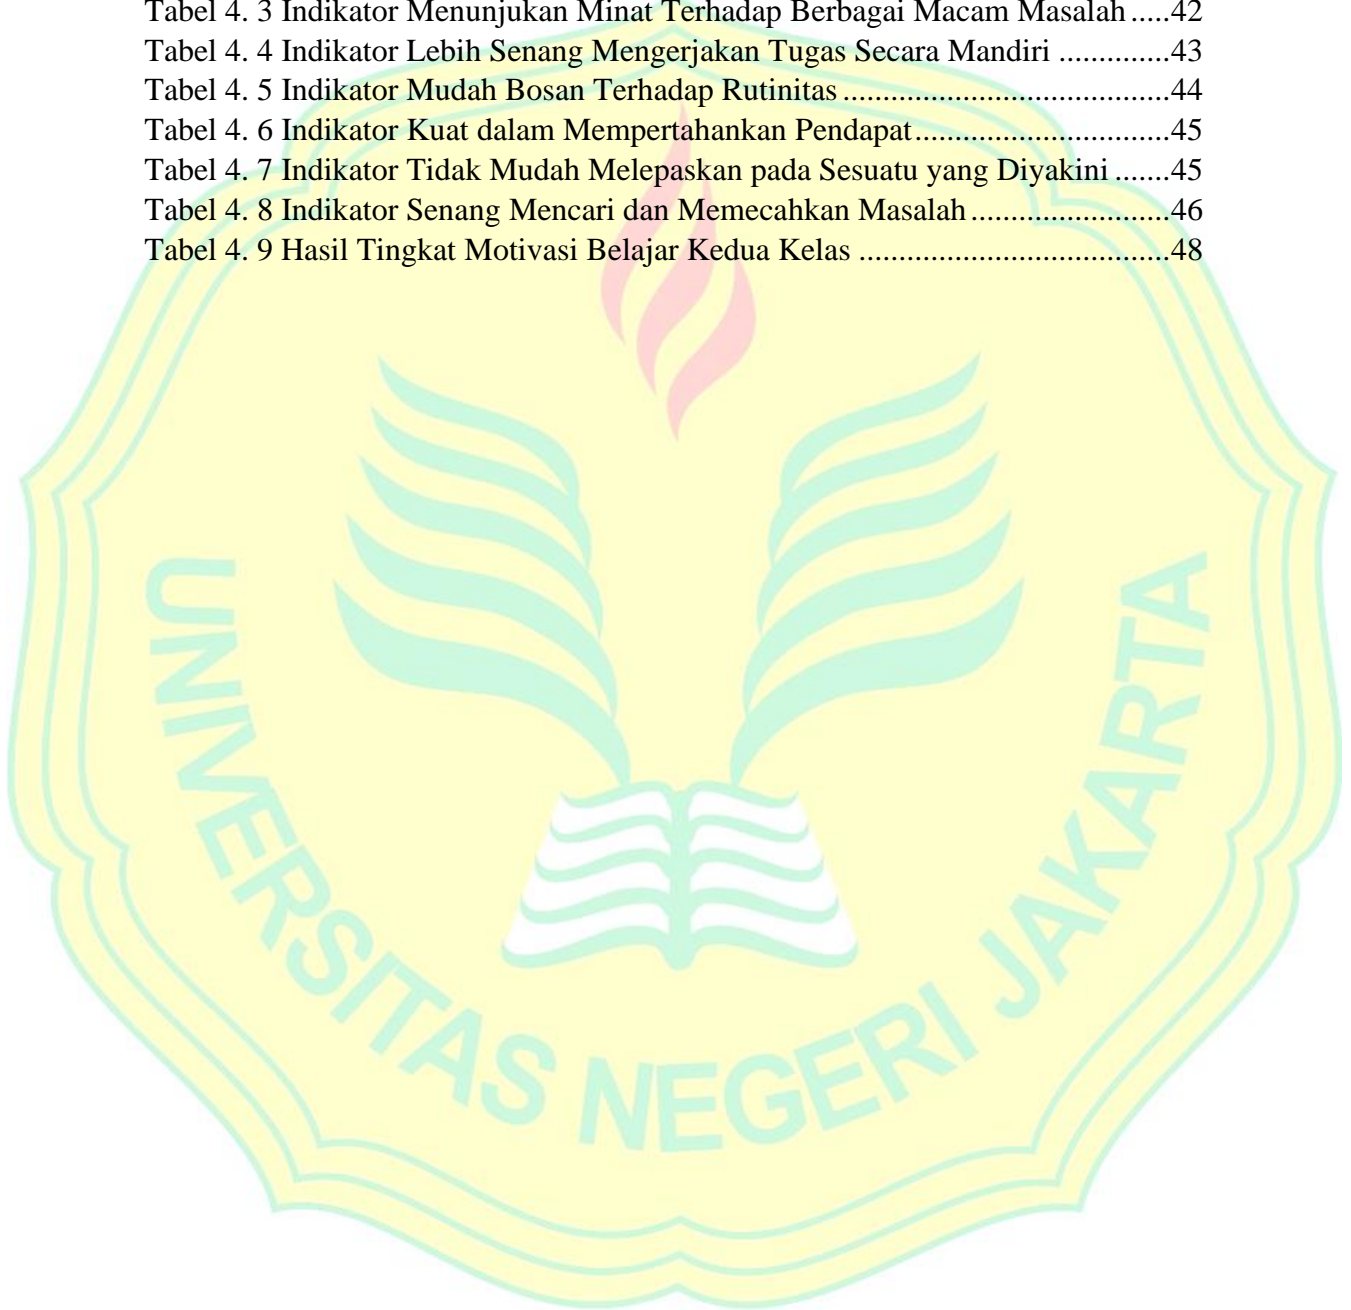 Tabel 4. 3 Indikator Menunjukan Minat Terhadap Berbagai Macam Masalah .....42
Tabel 4. 4 Indikator Lebih Senang Mengerjakan Tugas Secara Mandiri ..............43
Tabel 4. 5 Indikator Mudah Bosan Terhadap Rutinitas .........................................44
Tabel 4. 6 Indikator Kuat dalam Mempertahankan Pendapat................................45
Tabel 4. 7 Indikator Tidak Mudah Melepaskan pada Sesuatu yang Diyakini .......45
Tabel 4. 8 Indikator Senang Mencari dan Memecahkan Masalah .........................46
Tabel 4. 9 Hasil Tingkat Motivasi Belajar Kedua Kelas .......................................48
UNIVERSITAS NEGERI JAKARTA